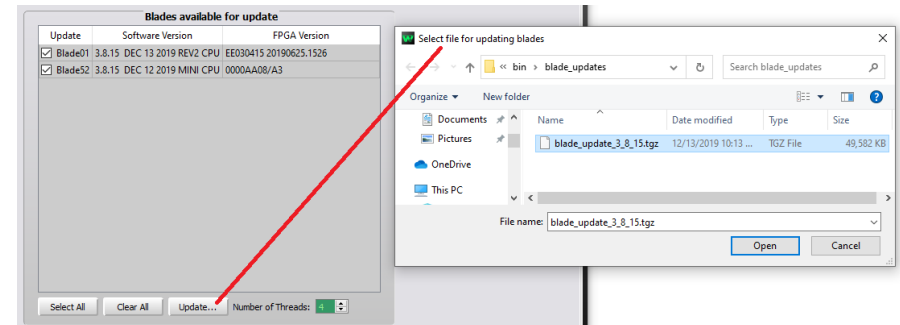 Blades available for update
Update Software Version FPGA Version
Blade01 3.8.15 DEC 13 2019 REV2 CPU EE030415 20190625.1526
Blade52 3.8.15 DEC 12 2019 MINI CPU 0000AA08/A3
Select All Clear All Update... Number of Threads: 4
Select file for updating blades
« bin › blade_updates Search blade_updates
Organize New folder
Documents
Pictures
OneDrive
This PC
Name Date modified Type Size
blade_update_3_8_15.tgz 12/13/2019 10:13 ... TGZ File 49,582 KB
File name: blade_update_3_8_15.tgz
Open Cancel